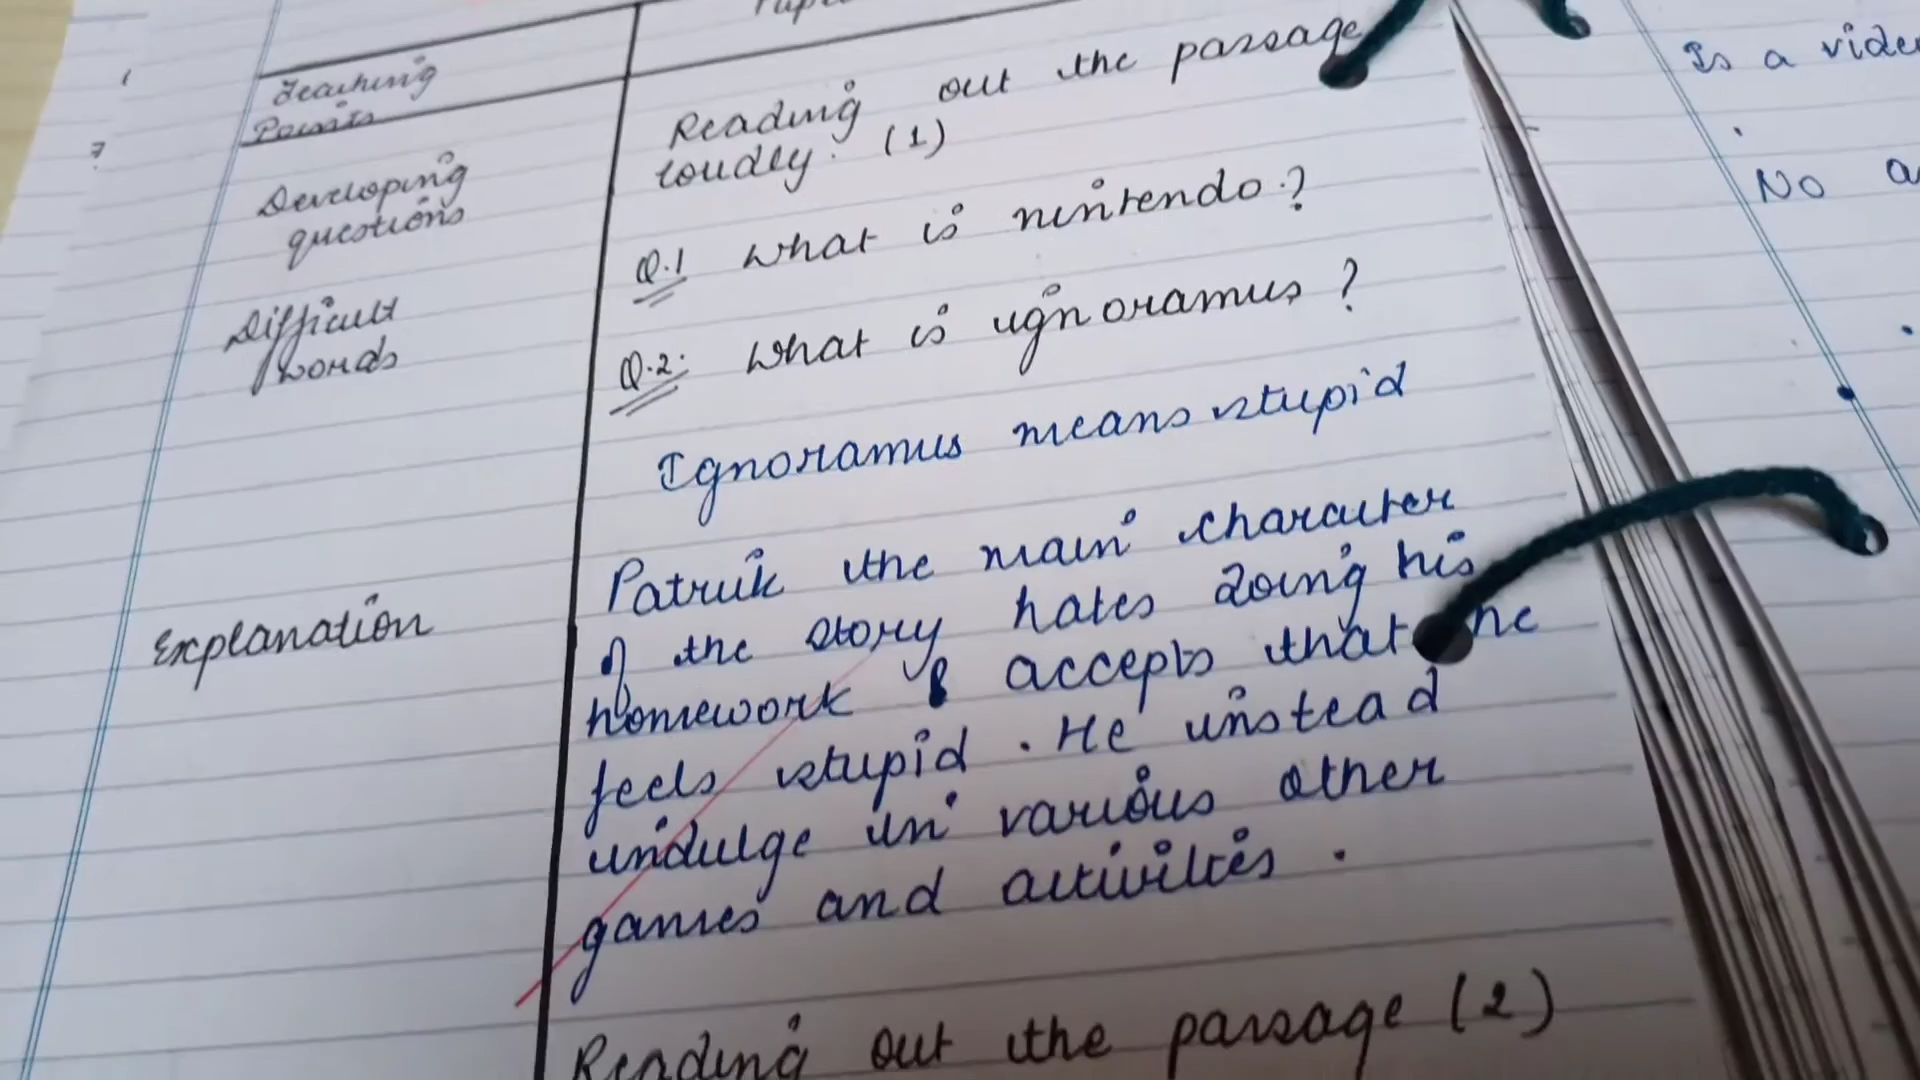 Teaching
Points
Reading out the passage
loudly. (1)
Developing
questions
Q.1 What is nintendo?
Difficult
words
Q.2. What is ignoramus?
Ignoramus means stupid
Explanation
Patrick the main character
of the story hates doing his
homework & accepts that he
feels stupid. He instead
indulge in various other
games and activities.
Reading out the passage (2)
Is a vide
No a